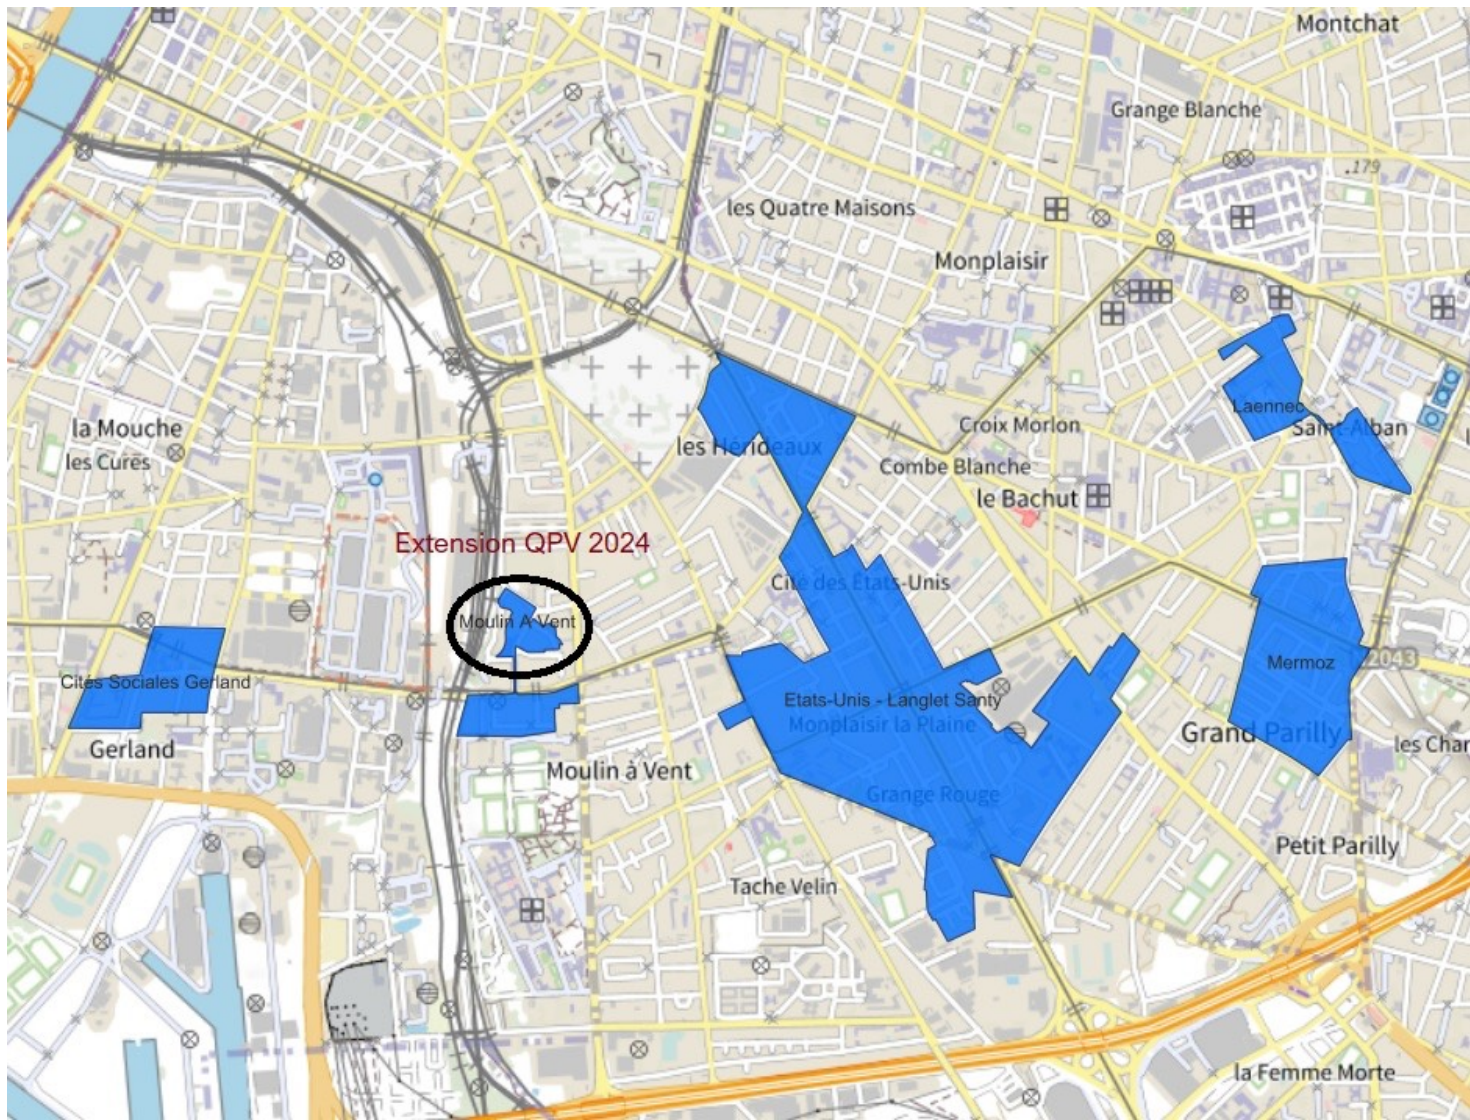 Montchat
Grange Blanche
.179
les Quatre Maisons
Monplaisir
Laennec
la Mouche
les Cures
les Hérideaux
Croix Morlon
Saint-Alban
Combe Blanche
le Bachut
Extension QPV 2024
Cité des Etats-Unis
Moulin A Vent
Mermoz
2043
Cités Sociales Gerland
Etats-Unis - Langlet Santy
Monplaisir la Plaine
Grand Parilly
Gerland
les Char
Moulin à Vent
Grange Rouge
Petit Parilly
Tache Velin
la Femme Morte